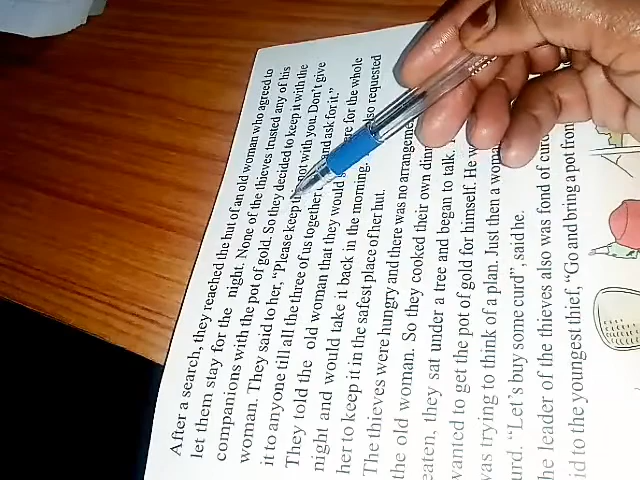 After a search, they reached the hut of an old woman who agreed to
let them stay for the night. None of the thieves trusted any of his
companions with the pot of gold. So they decided to keep it with the
woman. They said to her, "Please keep this pot with you. Don't give
it to anyone till all the three of us together and ask for it."
They told the old woman that they would there for the whole
night and would take it back in the morning. also requested
her to keep it in the safest place of her hut.
The thieves were hungry and there was no arrangeme
the old woman. So they cooked their own dinn
eaten, they sat under a tree and began to talk.
wanted to get the pot of gold for himself. He w
was trying to think of a plan. Just then a woma
urd. "Let's buy some curd", said he.
he leader of the thieves also was fond of curd
id to the youngest thief, "Go and bring a pot from